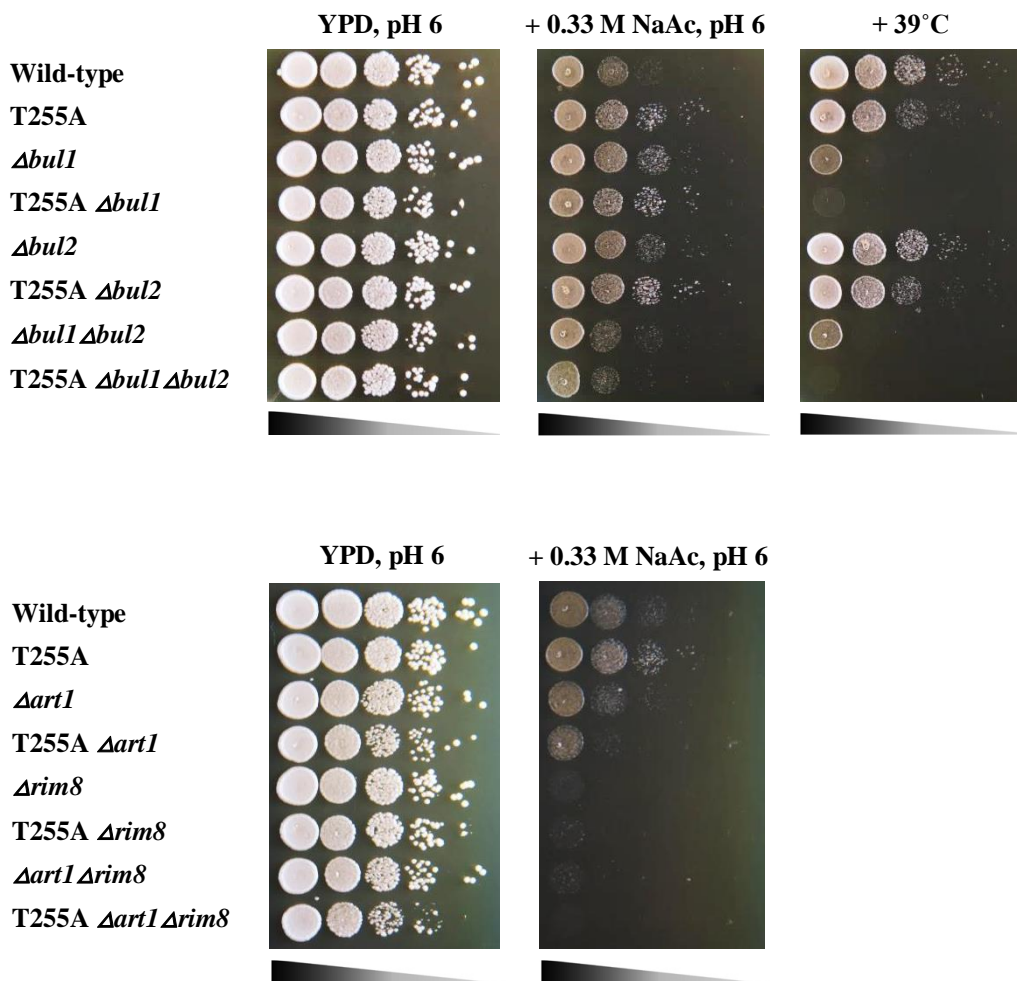 YPD, pH 6 + 0.33 M NaAc, pH 6 + 39˚C
Wild-type
T255A
Δbul1
T255A Δbul1
Δbul2
T255A Δbul2
Δbul1Δbul2
T255A Δbul1Δbul2
YPD, pH 6 + 0.33 M NaAc, pH 6
Wild-type
T255A
Δart1
T255A Δart1
Δrim8
T255A Δrim8
Δart1Δrim8
T255A Δart1Δrim8